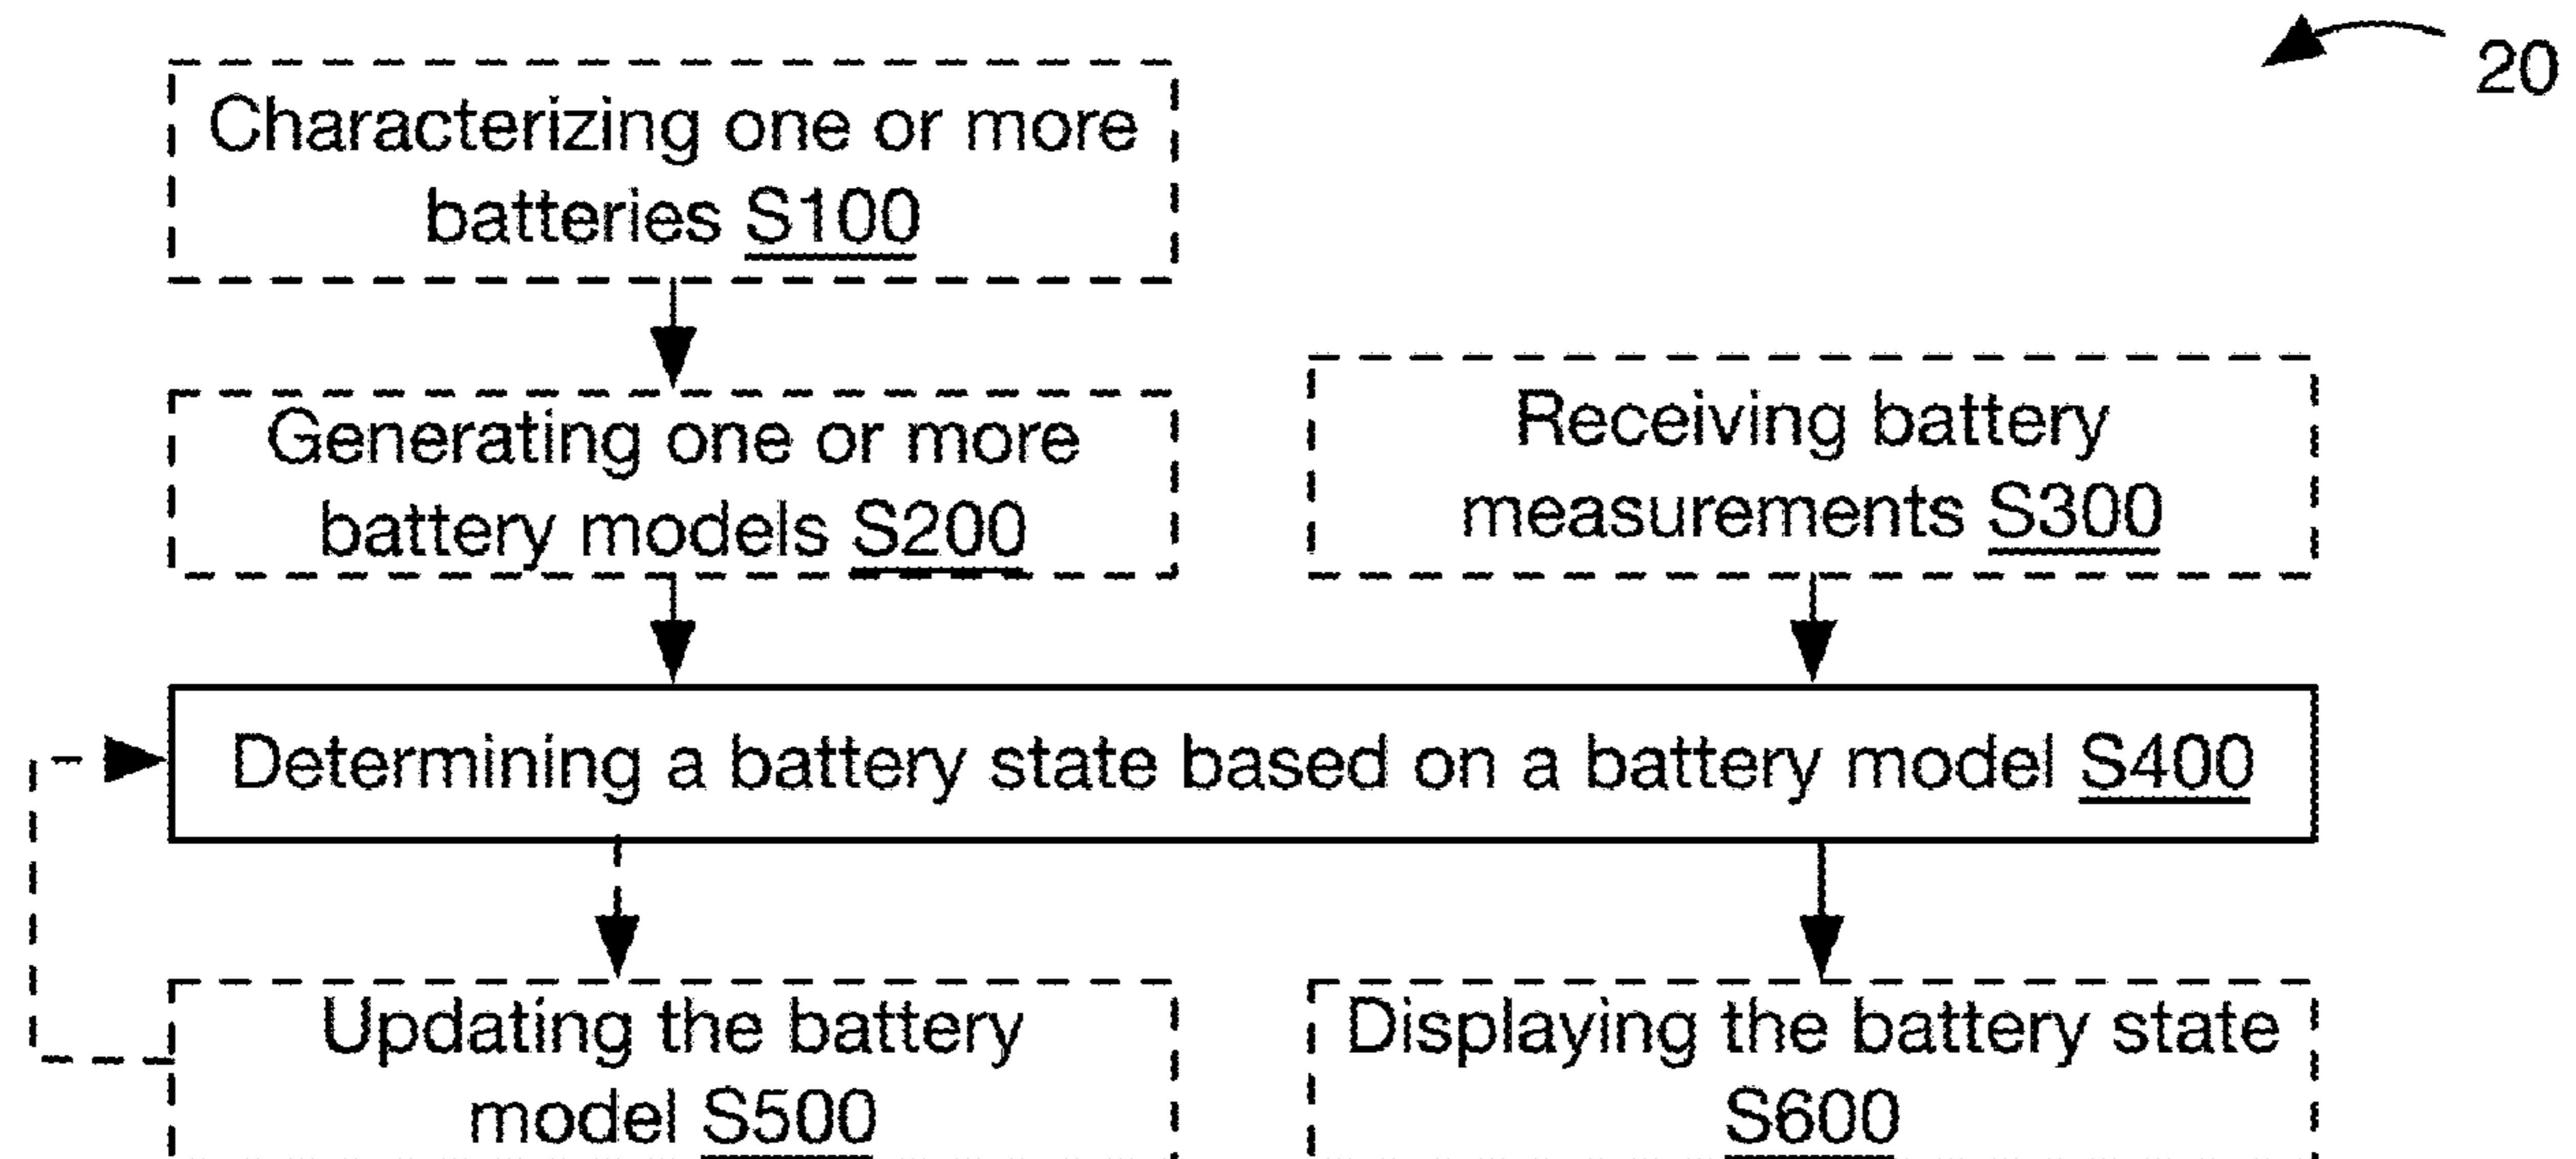 20
Characterizing one or more
batteries S100
Generating one or more
battery models S200
Receiving battery
measurements S300
Determining a battery state based on a battery model S400
Updating the battery
model S500
Displaying the battery state
S600